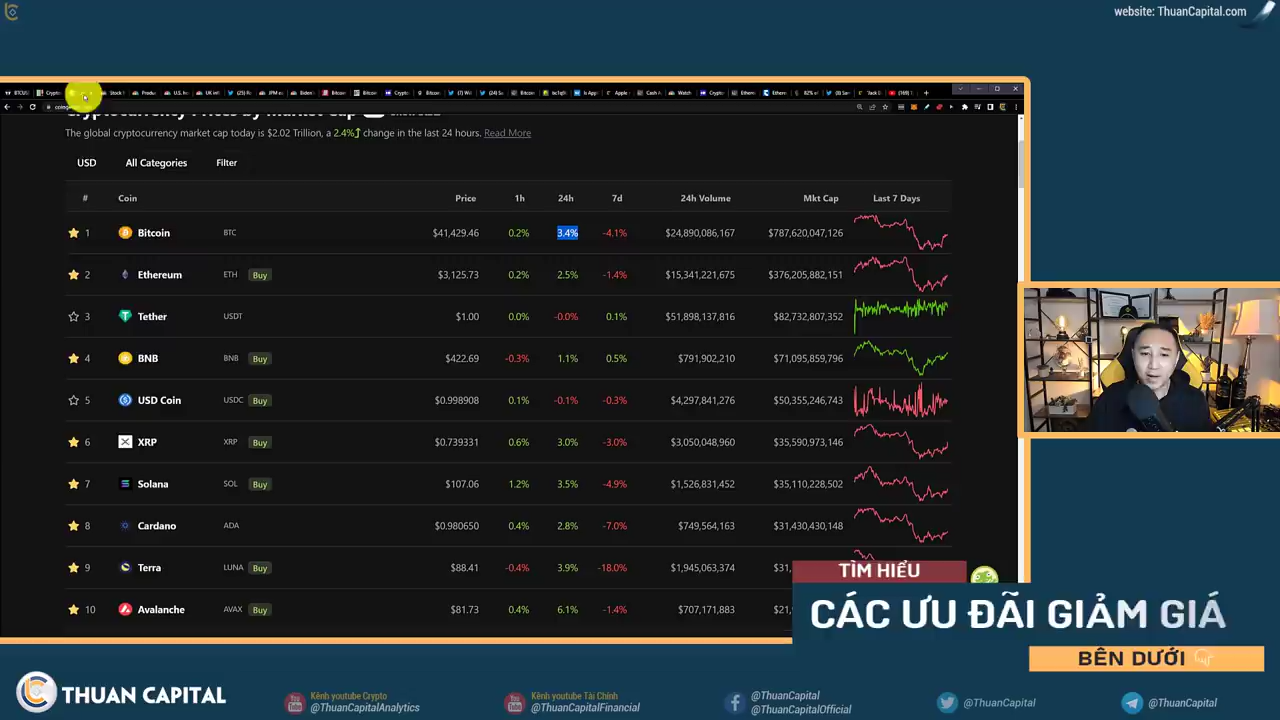 website: ThuanCapital.com
Cryptocurrency Prices by Market Cap
The global cryptocurrency market cap today is $2.02 Trillion, a 2.4% change in the last 24 hours. Read More
USD All Categories Filter
# Coin Price 1h 24h 7d 24h Volume Mkt Cap Last 7 Days
1 Bitcoin BTC $41,429.46 0.2% 3.4% -4.1% $24,890,086,167 $787,620,047,126
2 Ethereum ETH Buy $3,125.73 0.2% 2.5% -1.4% $15,341,221,675 $376,205,882,151
3 Tether USDT $1.00 0.0% -0.0% 0.1% $51,898,137,816 $82,732,807,352
4 BNB BNB Buy $422.69 -0.3% 1.1% 0.5% $791,902,210 $71,095,859,796
5 USD Coin USDC Buy $0.998908 0.1% -0.1% -0.3% $4,297,841,276 $50,355,246,743
6 XRP XRP Buy $0.739331 0.6% 3.0% -3.0% $3,050,048,960 $35,590,973,146
7 Solana SOL Buy $107.06 1.2% 3.5% -4.9% $1,526,831,452 $35,110,228,502
8 Cardano ADA $0.980650 0.4% 2.8% -7.0% $749,564,163 $31,430,430,148
9 Terra LUNA Buy $88.41 -0.4% 3.9% -18.0% $1,945,063,374 $31,
10 Avalanche AVAX Buy $81.73 0.4% 6.1% -1.4% $707,171,883 $21,
TÌM HIỂU
CÁC ƯU ĐÃI GIẢM GIÁ
BÊN DƯỚI
THUAN CAPITAL
Kênh youtube Crypto
@ThuanCapitalAnalytics
Kênh youtube Tài Chính
@ThuanCapitalFinancial
@ThuanCapital
@ThuanCapitalOfficial
@ThuanCapital
@ThuanCapital